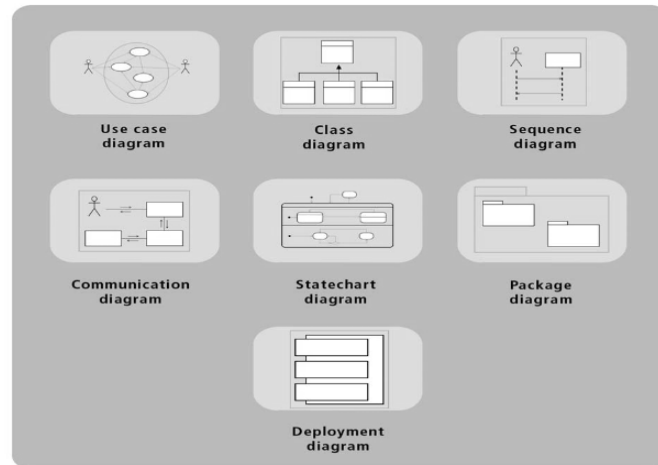 Use case
diagram
Class
diagram
Sequence
diagram
Communication
diagram
Statechart
diagram
Package
diagram
Deployment
diagram